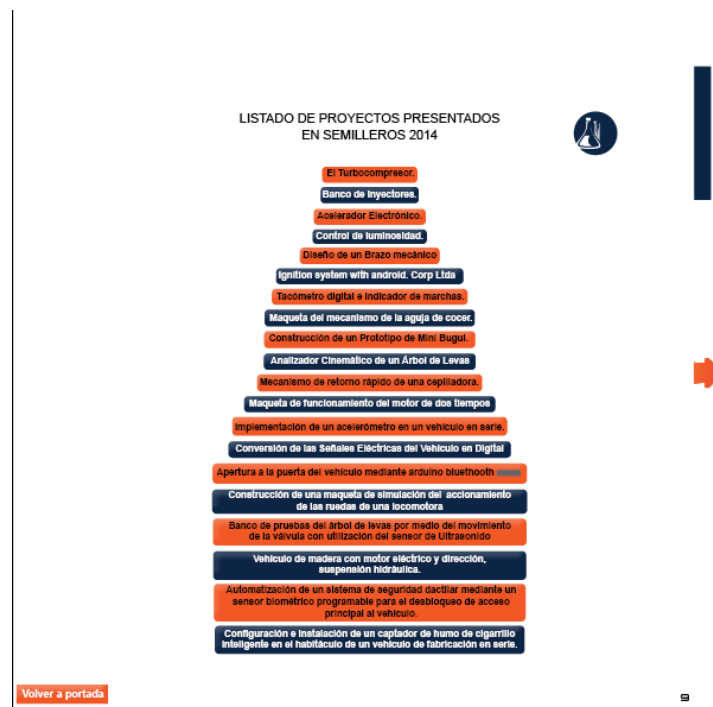 LISTADO DE PROYECTOS PRESENTADOS
EN SEMILLEROS 2014
El Turbocompresor.
Banco de Inyectores.
Acelerador Electrónico.
Control de luminosidad.
Diseño de un Brazo mecánico
Ignition system with android. Corp Ltda
Tacómetro digital e indicador de marchas.
Maqueta del mecanismo de la aguja de cocer.
Construcción de un Prototipo de Mini Bugui.
Analizador Cinemático de un Árbol de Levas
Mecanismo de retorno rápido de una cepilladora.
Maqueta de funcionamiento del motor de dos tiempos
Implementación de un acelerómetro en un vehículo en serie.
Conversión de las Señales Eléctricas del Vehículo en Digital
Apertura a la puerta del vehículo mediante arduino bluethooth
Construcción de una maqueta de simulación del accionamiento
de las ruedas de una locomotora
Banco de pruebas del árbol de levas por medio del movimiento
de la válvula con utilización del sensor de Ultrasonido
Vehículo de madera con motor eléctrico y dirección,
suspensión hidráulica.
Automatización de un sistema de seguridad dactilar mediante un
sensor biométrico programable para el desbloqueo de acceso
principal al vehículo.
Configuración e instalación de un captador de humo de cigarrillo
inteligente en el habitáculo de un vehículo de fabricación en serie.
Volver a portada
9